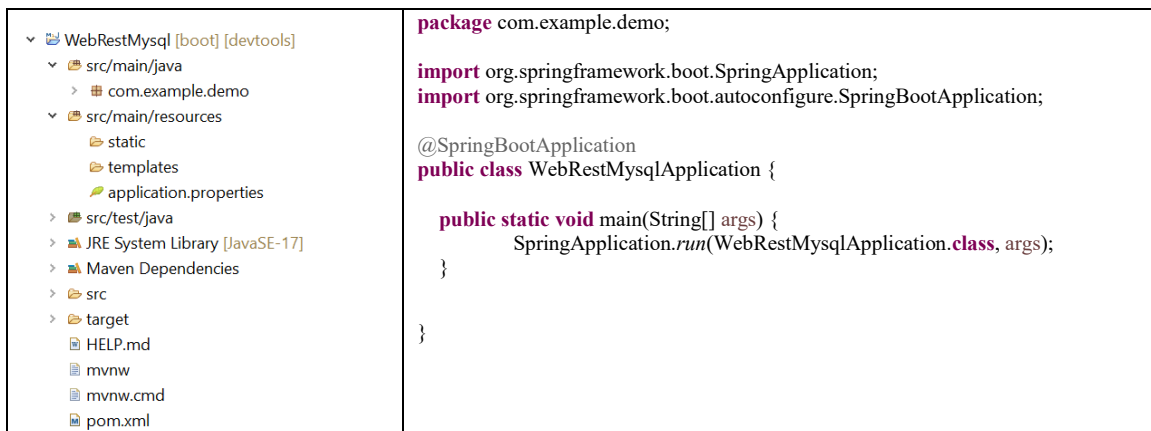 WebRestMysql [boot] [devtools]
src/main/java
com.example.demo
src/main/resources
static
templates
application.properties
src/test/java
JRE System Library [JavaSE-17]
Maven Dependencies
src
target
HELP.md
mvnw
mvnw.cmd
pom.xml
package com.example.demo;
import org.springframework.boot.SpringApplication;
import org.springframework.boot.autoconfigure.SpringBootApplication;
@SpringBootApplication
public class WebRestMysqlApplication {
public static void main(String[] args) {
SpringApplication.run(WebRestMysqlApplication.class, args);
}
}